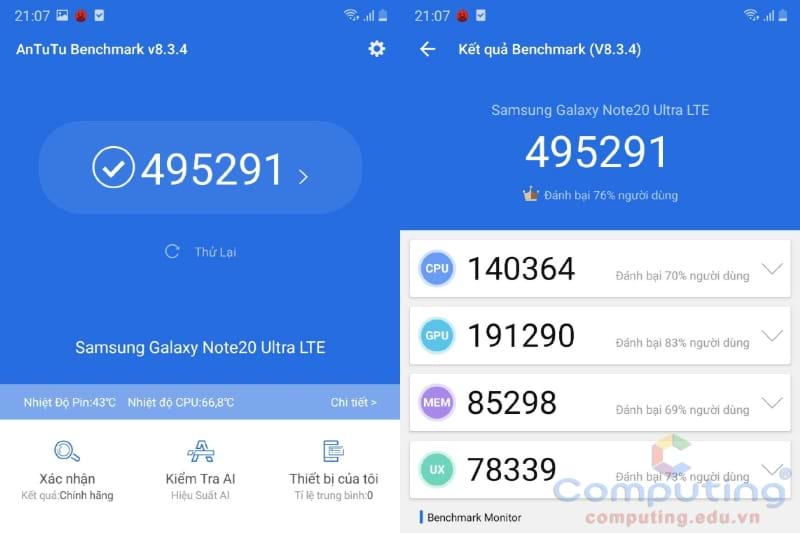 21:07
AnTuTu Benchmark v8.3.4
495291
Thử Lại
Samsung Galaxy Note20 Ultra LTE
Nhiệt Độ Pin:43℃ Nhiệt độ CPU:66,8℃ Chi tiết >
Xác nhận
Kết quả:Chính hãng
Kiểm Tra AI
Hiệu Suất AI
Thiết bị của tôi
Tỉ lệ trung bình:0
21:07
Kết quả Benchmark (V8.3.4)
Samsung Galaxy Note20 Ultra LTE
495291
Đánh bại 76% người dùng
CPU 140364 Đánh bại 70% người dùng
GPU 191290 Đánh bại 83% người dùng
MEM 85298 Đánh bại 69% người dùng
UX 78339 Đánh bại 73% người dùng
Benchmark Monitor
Computing®
computing.edu.vn